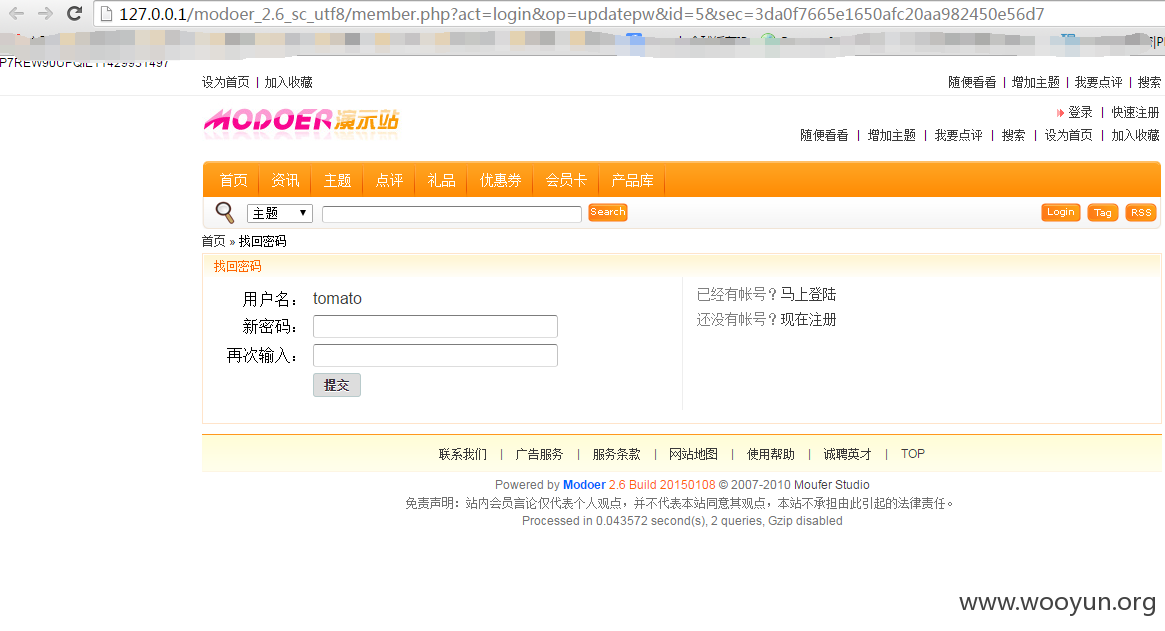 127.0.0.1/modoer_2.6_sc_utf8/member.php?act=login&op=updatepw&id=5&sec=3da0f7665e1650afc20aa982450e56d7
设为首页 | 加入收藏 随便看看 | 增加主题 | 我要点评 | 搜索
MODOER演示站 登录 | 快速注册
随便看看 | 增加主题 | 我要点评 | 搜索 | 设为首页 | 加入收藏
首页 资讯 主题 点评 礼品 优惠券 会员卡 产品库
主题 Search Login Tag RSS
首页 » 找回密码
找回密码
用户名： tomato
新密码：
再次输入：
提交
已经有帐号？马上登陆
还没有帐号？现在注册
联系我们 | 广告服务 | 服务条款 | 网站地图 | 使用帮助 | 诚聘英才 | TOP
Powered by Modoer 2.6 Build 20150108 © 2007-2010 Moufer Studio
免责声明：站内会员言论仅代表个人观点，并不代表本站同意其观点，本站不承担由此引起的法律责任。
Processed in 0.043572 second(s), 2 queries, Gzip disabled
www.wooyun.org